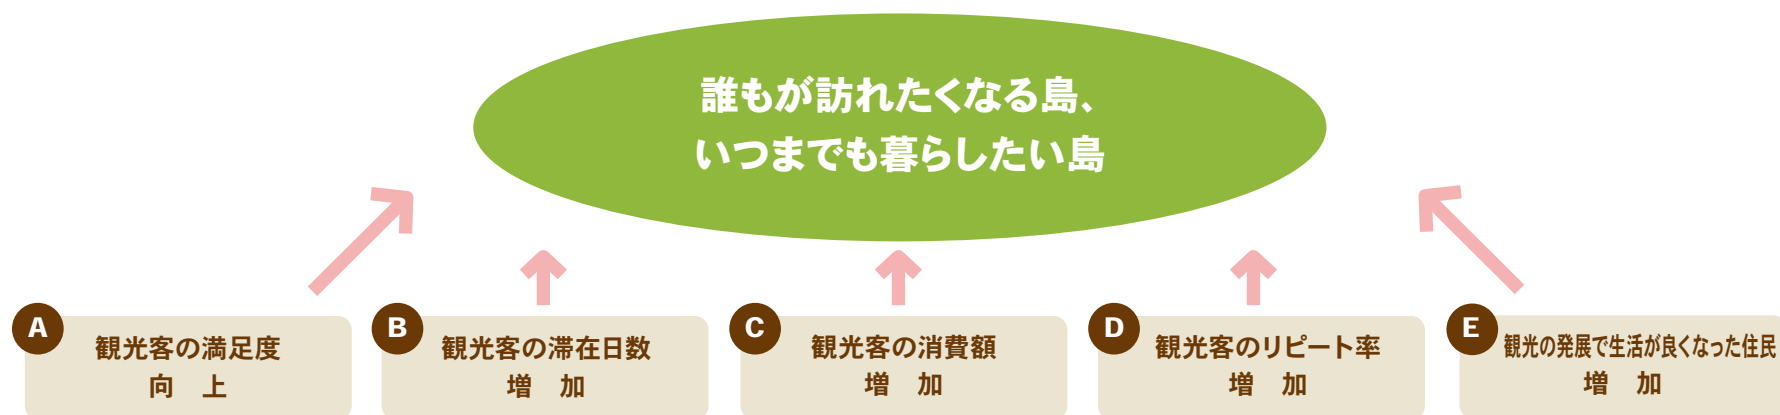 誰もが訪れたくなる島、
いつまでも暮らしたい島
A
観光客の満足度
向　上
B
観光客の滞在日数
増　加
C
観光客の消費額
増　加
D
観光客のリピート率
増　加
E
観光の発展で生活が良くなった住民
増　加